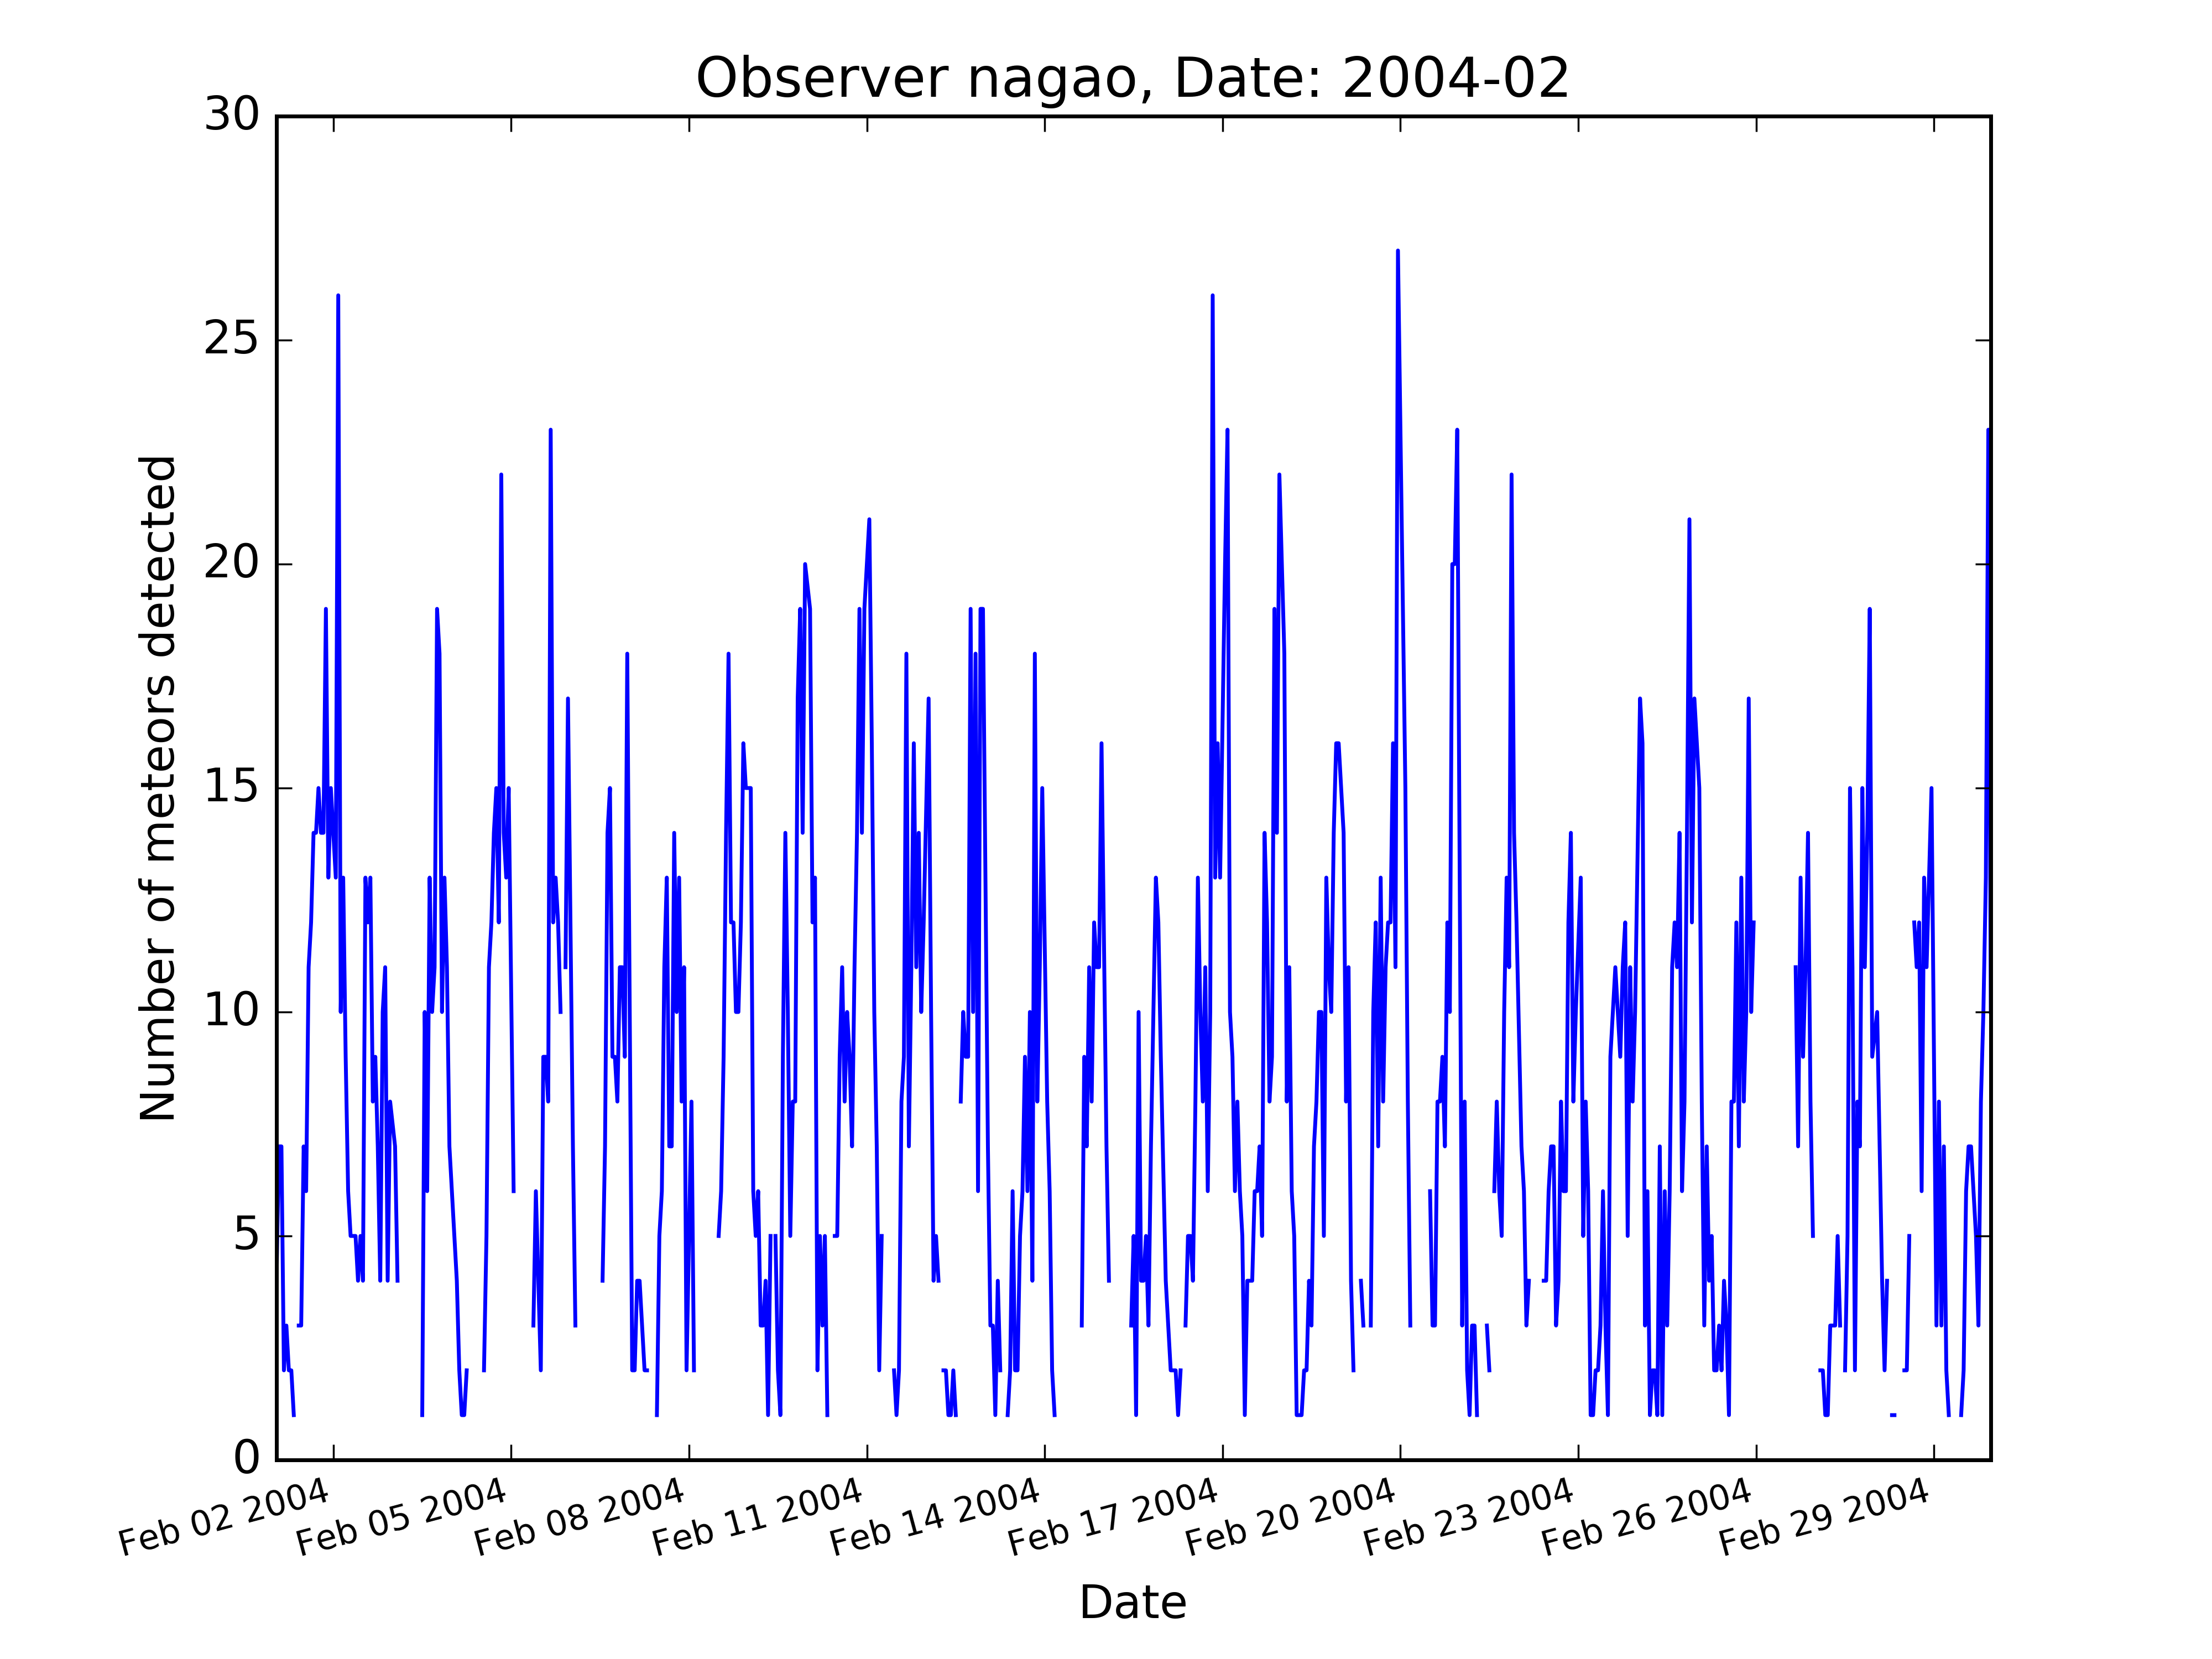 Observer nagao, Date: 2004-02
Number of meteors detected
30
25
20
15
10
5
0
Feb 02 2004
Feb 05 2004
Feb 08 2004
Feb 11 2004
Feb 14 2004
Feb 17 2004
Feb 20 2004
Feb 23 2004
Feb 26 2004
Feb 29 2004
Date